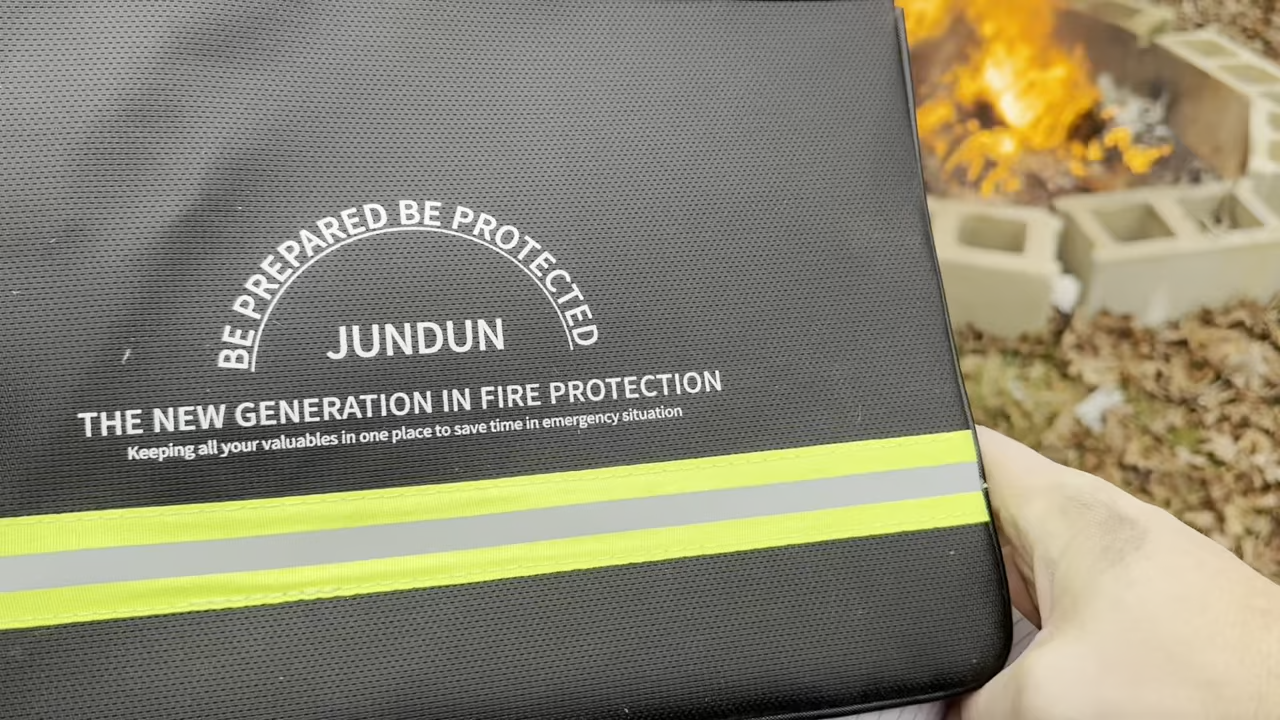 BE PREPARED BE PROTECTED
JUNDUN
THE NEW GENERATION IN FIRE PROTECTION
Keeping all your valuables in one place to save time in emergency situation